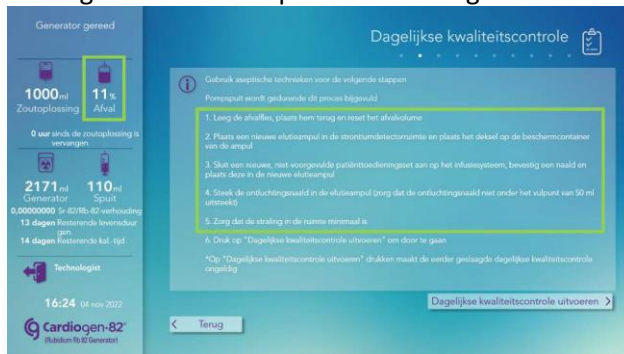 Generator gereed
Dagelijkse kwaliteitscontrole
1000 ml
Zoutoplossing
11 %
Afval
0 uur sinds de zoutoplossing is
vervangen
2171 ml
Generator
110 ml
Spuit
0,00000000 Sr-82/Rb-82 verhouding
13 dagen Resterende levensduur
gen.
14 dagen Resterende kal. tijd
Technologist
16:24 04 nov 2022
Cardiogen-82®
(Rubidium Rb 82 Generator)
Gebruik aseptische technieken voor de volgende stappen
Pompspuit wordt gedurende dit proces bijgevuld
1. Leeg de afvalfles, plaats hem terug en reset het afvalvolume
2. Plaats een nieuwe elutieampul in de strontiumdetectorruimte en plaats het deksel op de beschermcontainer
van de ampul
3. Sluit een nieuwe, niet-voorgevulde patiënttoedieningsset aan op het infusiesysteem, bevestig een naald en
plaats deze in de nieuwe elutieampul
4. Steek de ontluchtingsnaald in de elutieampul (zorg dat de ontluchtingsnaald niet onder het vulpunt van 50 ml
uitsteekt)
5. Zorg dat de straling in de ruimte minimaal is
6. Druk op "Dagelijkse kwaliteitscontrole uitvoeren" om door te gaan
*Op "Dagelijkse kwaliteitscontrole uitvoeren" drukken maakt de eerder geslaagde dagelijkse kwaliteitscontrole
ongeldig
Dagelijkse kwaliteitscontrole uitvoeren >
< Terug